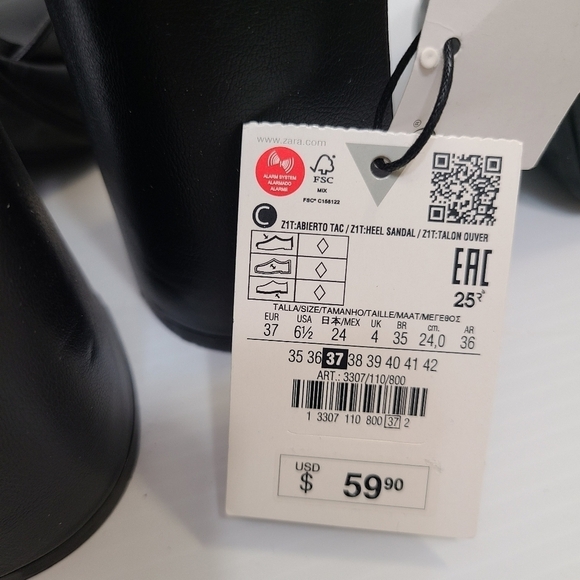 www.zara.com
ALARM SYSTEM
ALARMADO
ALARME
FSC
MIX
FSC® C158122
C
Z1T:ABIERTO TAC / Z1T:HEEL SANDAL / Z1T:TALON OUVER
EAC
TALLA/SIZE/TAMANHO/TAILLE/MAAT/ΜΕΓΕΘΟΣ
EUR USA 日本/MEX UK BR cm. AR
37 6½ 24 4 35 24,0 36
35 36 37 38 39 40 41 42
ART.: 3307/110/800
1 3307 110 800 37 2
USD
$ 59 90
®